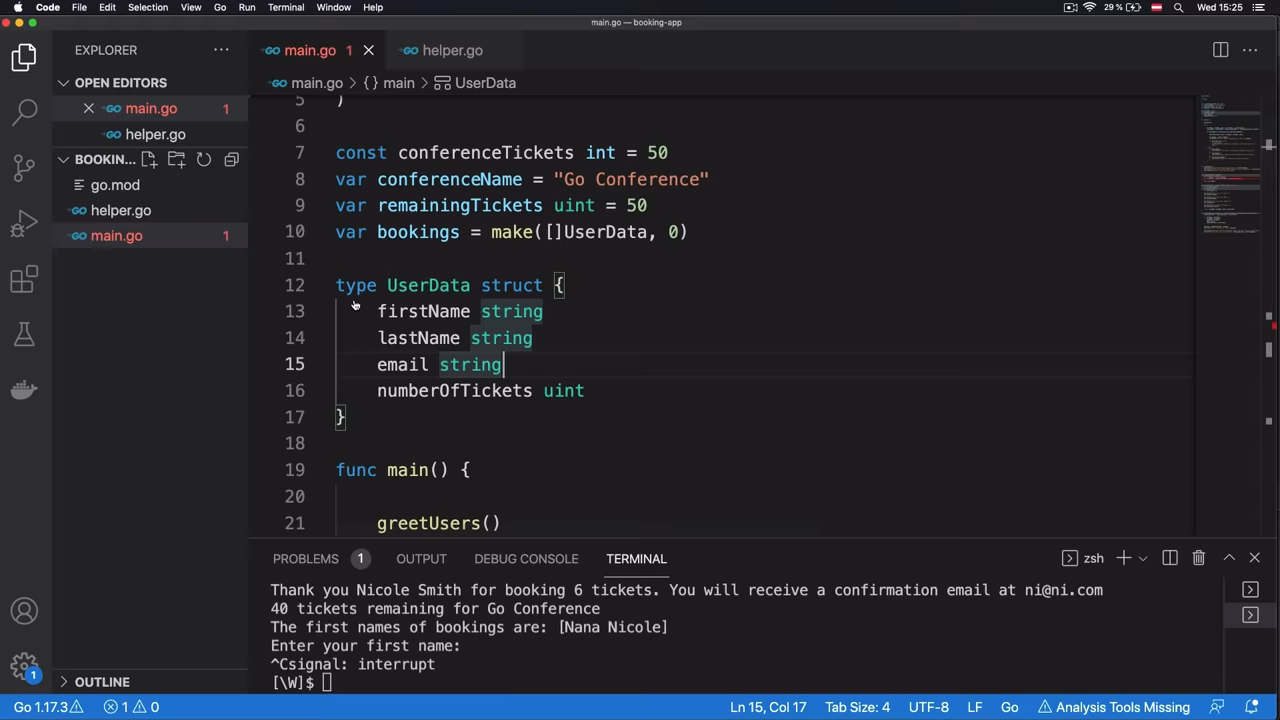 Code File Edit Selection View Go Run Terminal Window Help 29 % Wed 15:25
main.go — booking-app
EXPLORER
OPEN EDITORS
main.go 1
helper.go
BOOKIN...
go.mod
helper.go
main.go 1
OUTLINE
main.go 1 helper.go
main.go > {} main > UserData
5 )
6
7 const conferenceTickets int = 50
8 var conferenceName = "Go Conference"
9 var remainingTickets uint = 50
10 var bookings = make([]UserData, 0)
11
12 type UserData struct {
13 firstName string
14 lastName string
15 email string
16 numberOfTickets uint
17 }
18
19 func main() {
20
21 greetUsers()
PROBLEMS 1 OUTPUT DEBUG CONSOLE TERMINAL zsh
Thank you Nicole Smith for booking 6 tickets. You will receive a confirmation email at ni@ni.com
40 tickets remaining for Go Conference
The first names of bookings are: [Nana Nicole]
Enter your first name:
^Csignal: interrupt
[\W]$
1
Go 1.17.3 1 0 Ln 15, Col 17 Tab Size: 4 UTF-8 LF Go Analysis Tools Missing